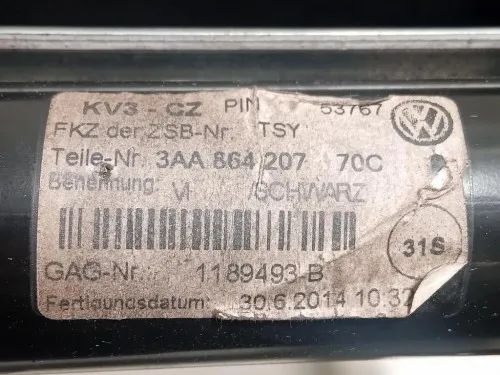 KV3 - CZ PIN 53767
FKZ der ZSB-Nr. TSY
Teile-Nr. 3AA 864 207 70C
Benennung: VI /SCHWARZ
31S
GAG-Nr.: 1189493-B
Fertigungsdatum: 30.6.2014 10:37